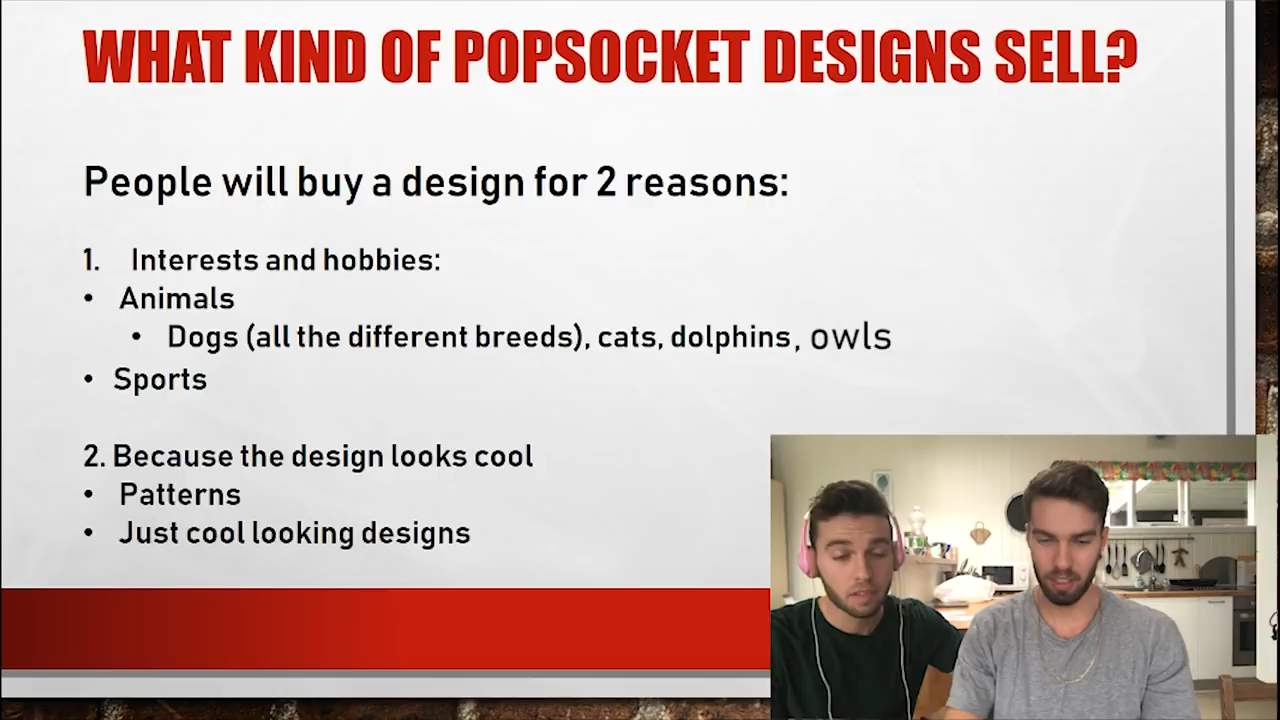 WHAT KIND OF POPSOCKET DESIGNS SELL?
People will buy a design for 2 reasons:
1. Interests and hobbies:
• Animals
• Dogs (all the different breeds), cats, dolphins, owls
• Sports
2. Because the design looks cool
• Patterns
• Just cool looking designs